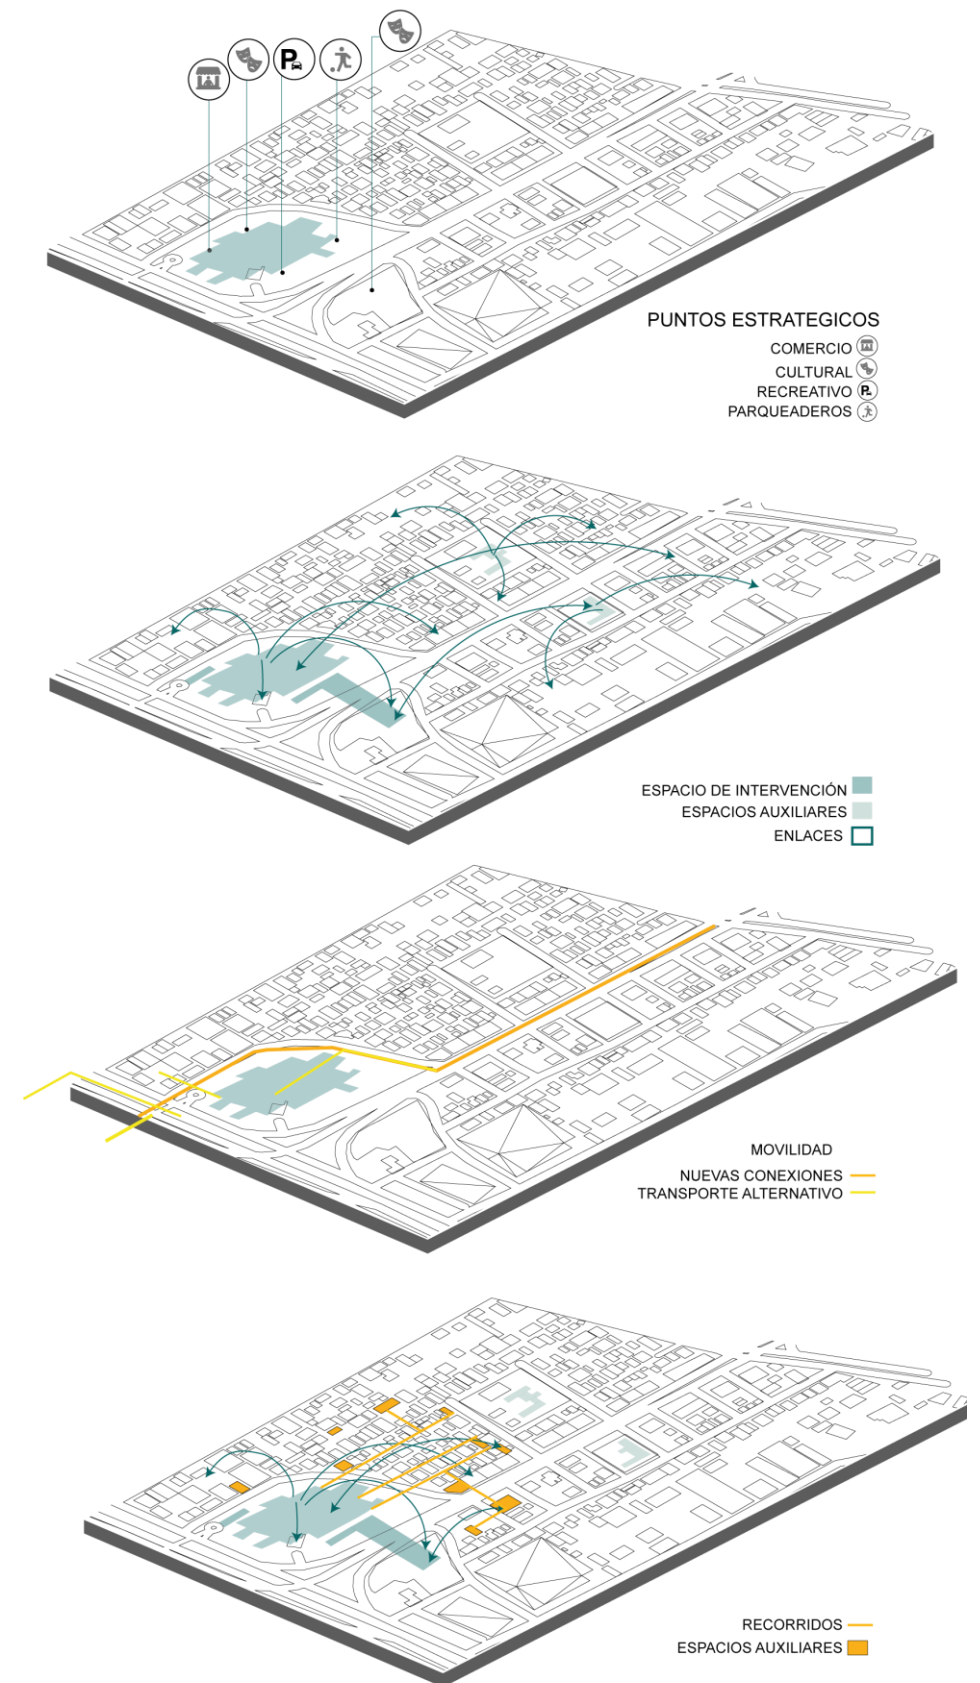 P
PUNTOS ESTRATEGICOS
COMERCIO
CULTURAL
RECREATIVO P
PARQUEADEROS
ESPACIO DE INTERVENCIÓN
ESPACIOS AUXILIARES
ENLACES
MOVILIDAD
NUEVAS CONEXIONES
TRANSPORTE ALTERNATIVO
RECORRIDOS
ESPACIOS AUXILIARES